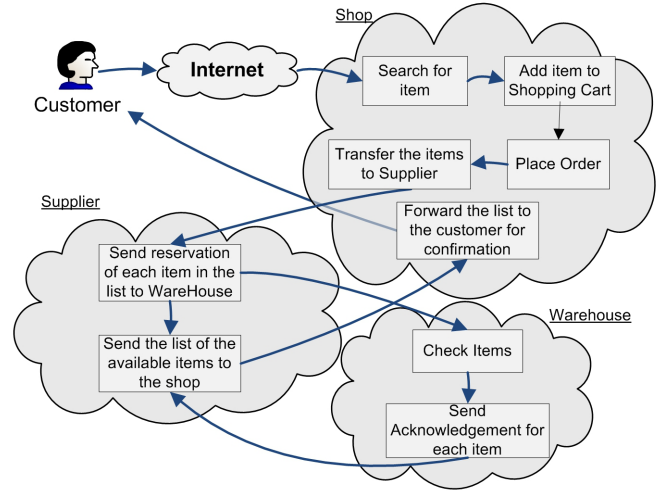 Shop
Internet
Customer
Search for
item
Add item to
Shopping Cart
Transfer the items
to Supplier
Place Order
Supplier
Forward the list to
the customer for
confirmation
Send reservation
of each item in the
list to WareHouse
Warehouse
Send the list of the
available items to
the shop
Check Items
Send
Acknowledgement for
each item